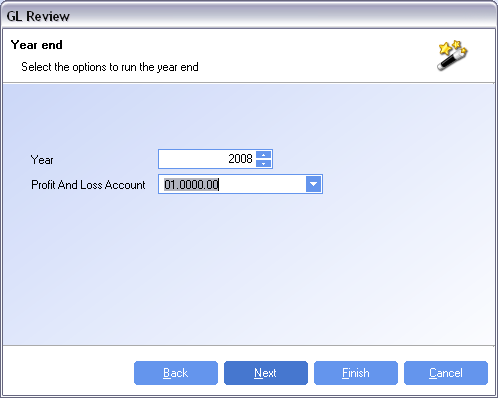 GL Review
Year end
Select the options to run the year end
Year 2008
Profit And Loss Account 01.0000.00
Back Next Finish Cancel